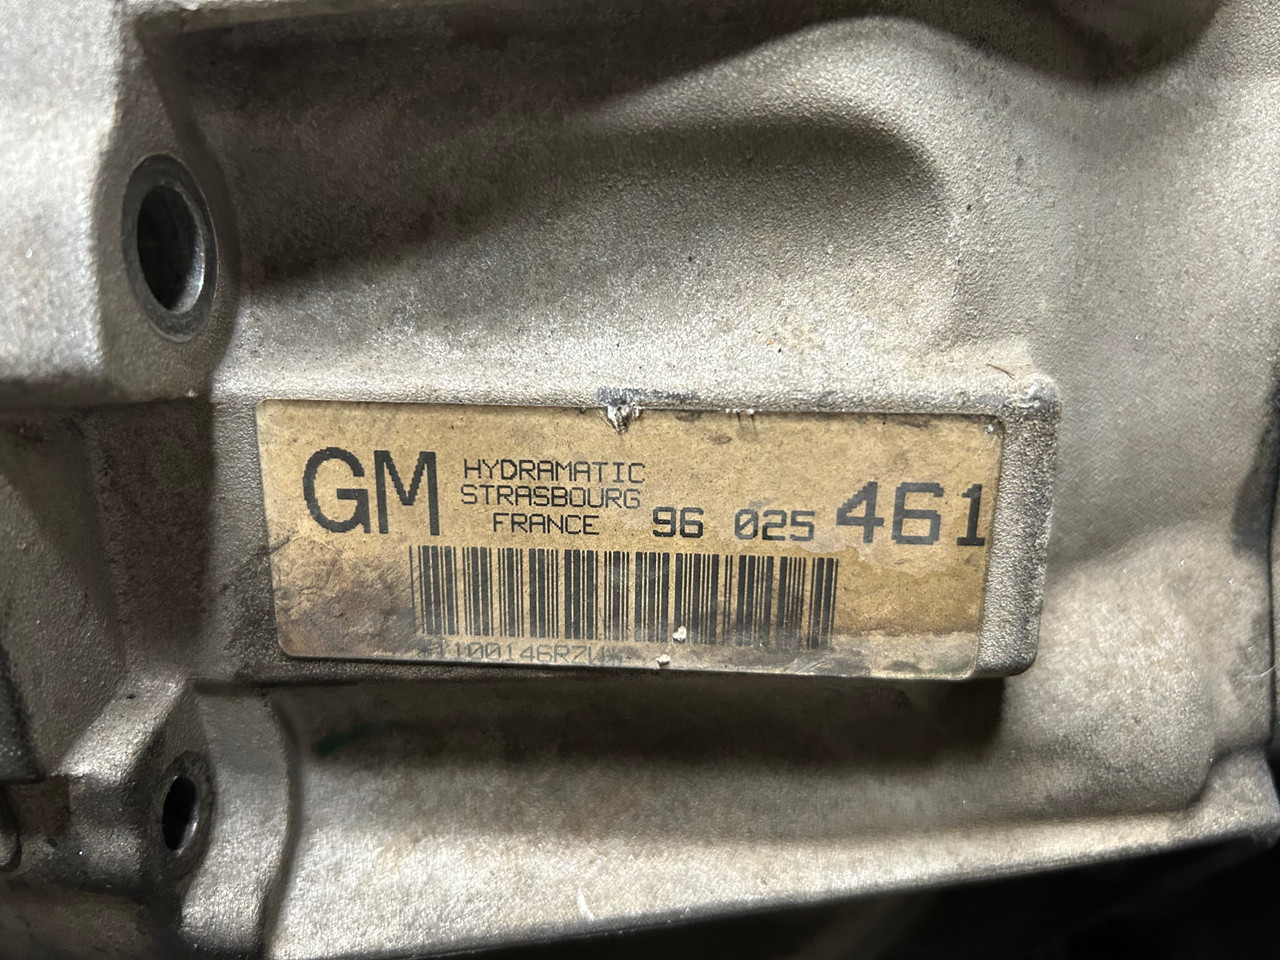 GM
HYDRAMATIC
STRASBOURG
FRANCE
96 025 461